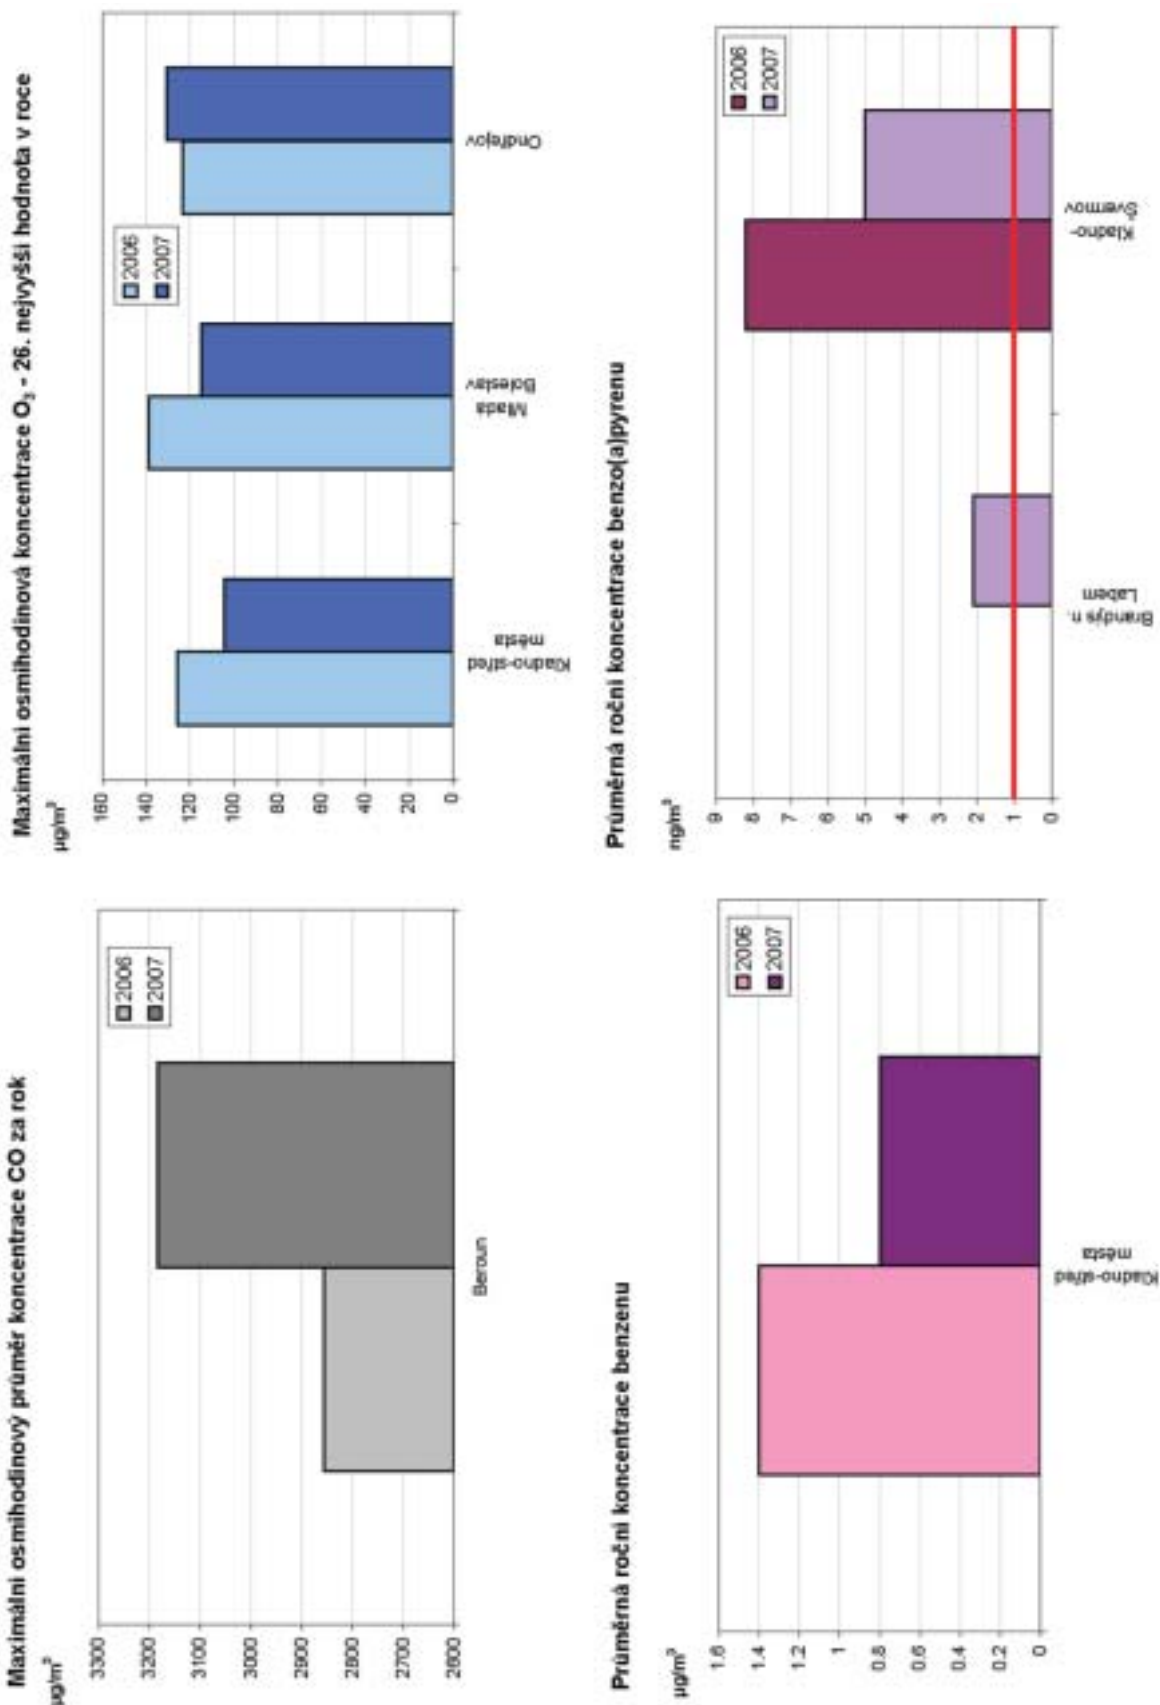 Maximální osmihodinový průměr koncentrace CO za rok
µg/m³
3300
3200
3100
3000
2900
2800
2700
2600
2006
2007
Beroun
Maximální osmihodinová koncentrace O₃ - 26. nejvyšší hodnota v roce
µg/m³
160
140
120
100
80
60
40
20
0
2006
2007
Kladno-střed
města
Mladá
Boleslav
Ondřejov
Průměrná roční koncentrace benzenu
µg/m³
1.6
1.4
1.2
1
0.8
0.6
0.4
0.2
0
2006
2007
Kladno-střed
města
Průměrná roční koncentrace benzo(a)pyrenu
ng/m³
9
8
7
6
5
4
3
2
1
0
2006
2007
Brandýs n.
Labem
Kladno-
Švermov